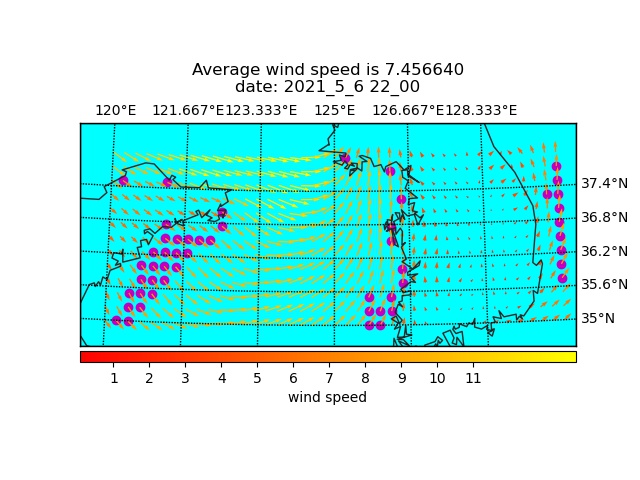 Average wind speed is 7.456640
date: 2021_5_6 22_00
120°E 121.667°E 123.333°E 125°E 126.667°E 128.333°E
37.4°N
36.8°N
36.2°N
35.6°N
35°N
1 2 3 4 5 6 7 8 9 10 11
wind speed